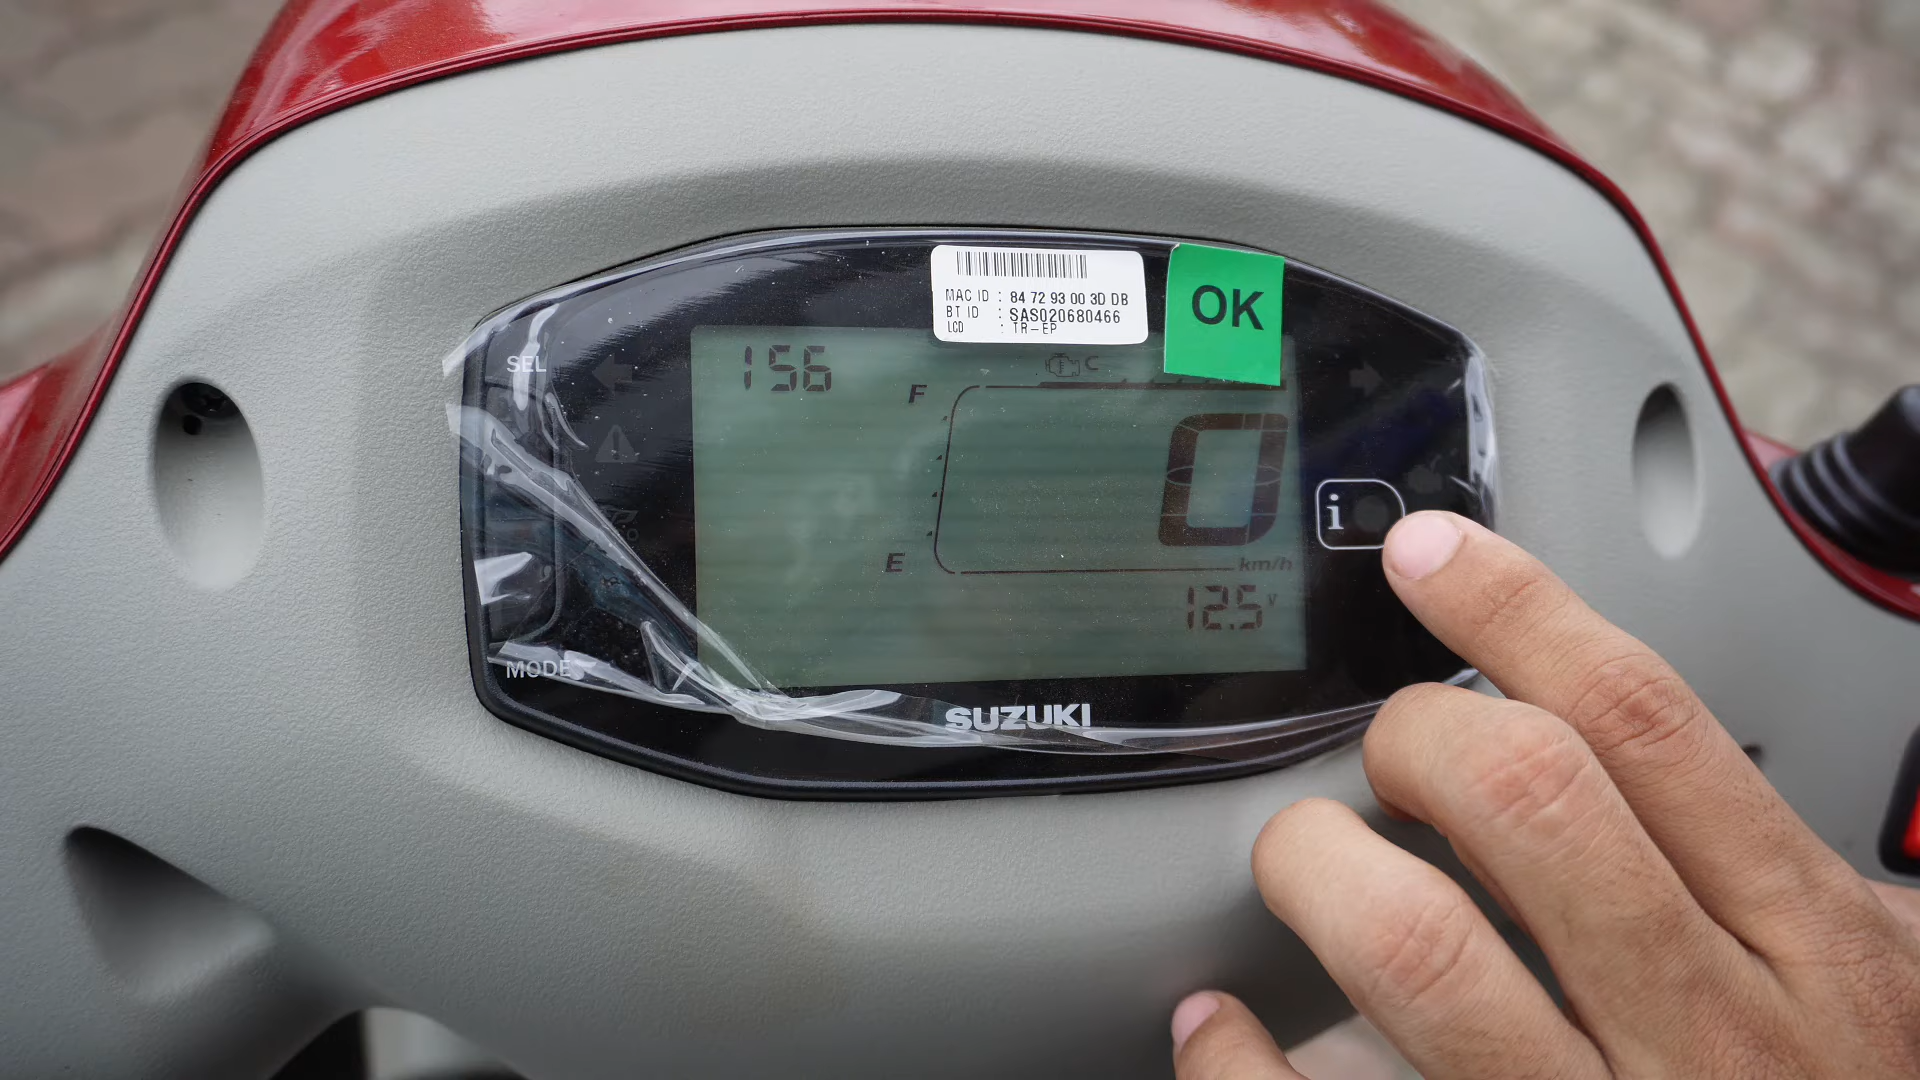 MAC ID : 84 72 93 00 3D DB
BT ID : SAS020680466
LCD : TR-EP
OK
SEL
156
C
F
0
i
E
km/h
12.5 V
MODE
SUZUKI